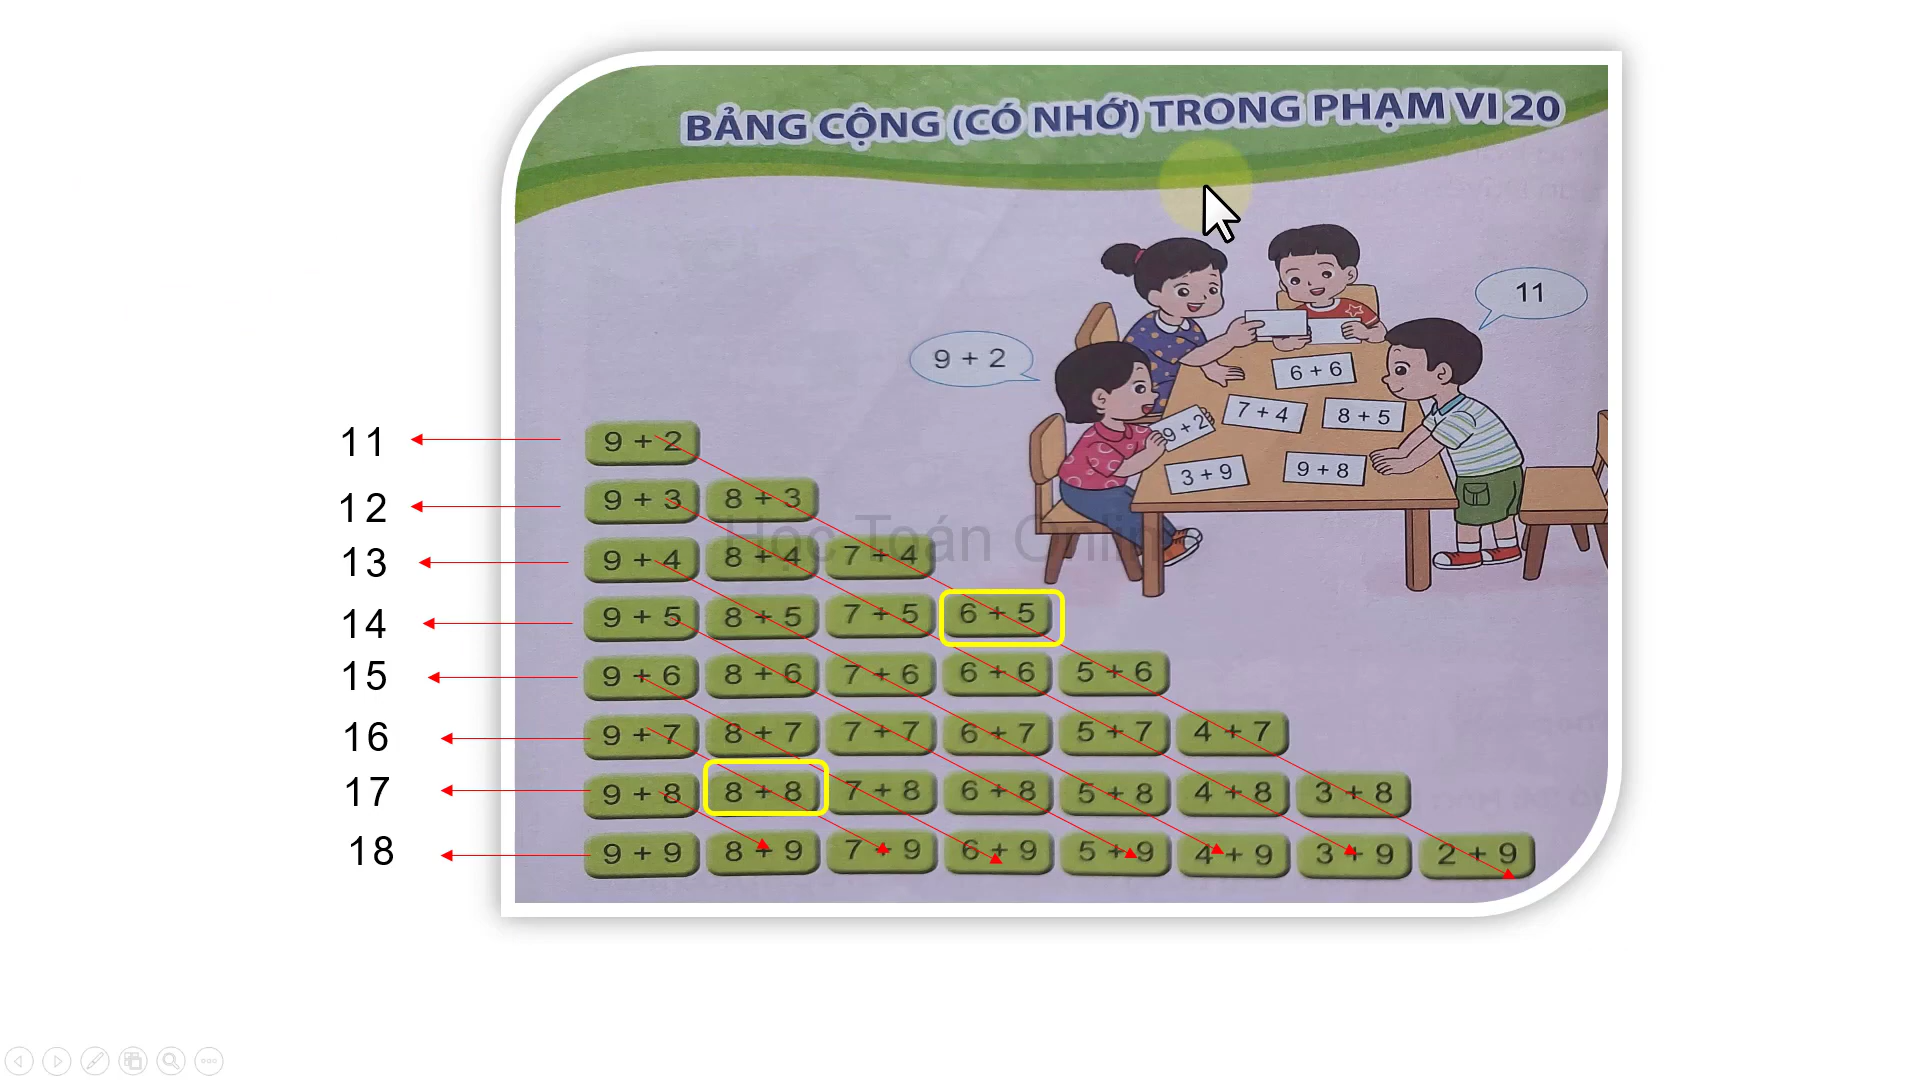 BẢNG CỘNG (CÓ NHỚ) TRONG PHẠM VI 20
11
9 + 2
6 + 6
7 + 4
8 + 5
9 + 2
3 + 9
9 + 8
11 9 + 2
12 9 + 3 8 + 3
Học Toán Online
13 9 + 4 8 + 4 7 + 4
14 9 + 5 8 + 5 7 + 5 6 + 5
15 9 + 6 8 + 6 7 + 6 6 + 6 5 + 6
16 9 + 7 8 + 7 7 + 7 6 + 7 5 + 7 4 + 7
17 9 + 8 8 + 8 7 + 8 6 + 8 5 + 8 4 + 8 3 + 8
18 9 + 9 8 + 9 7 + 9 6 + 9 5 + 9 4 + 9 3 + 9 2 + 9